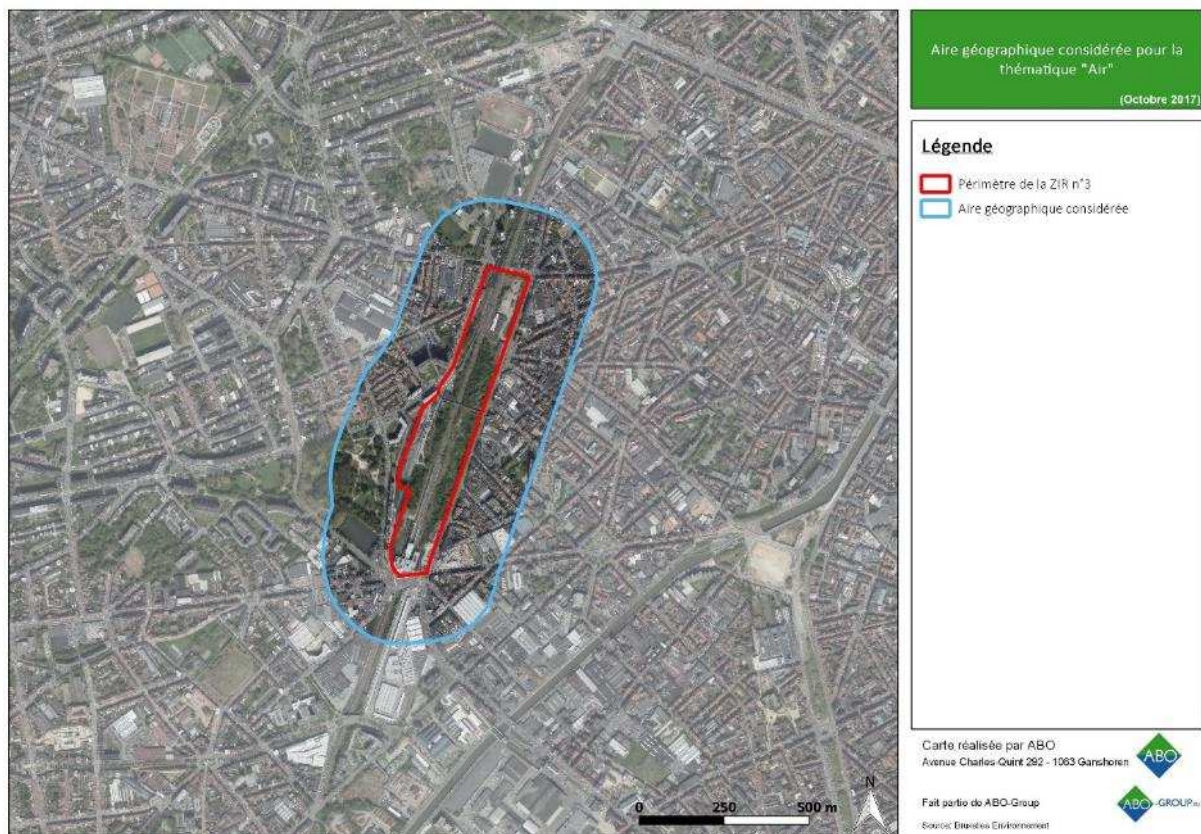 Aire géographique considérée pour la
thématique "Air"
(Octobre 2017)
Légende
Périmètre de la ZIR n°3
Aire géographique considérée
Carte réalisée par ABO
Avenue Charles-Quint 292 - 1083 Ganshoren
ABO
Fait partie de ABO-Group
ABO-GROUP
Source: Bruxelles Environnement
N
0 250 500 m